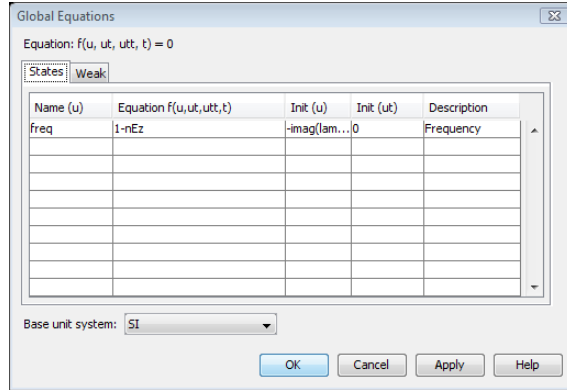 Global Equations
Equation: f(u, ut, utt, t) = 0
States Weak
Name (u) Equation f(u,ut,utt,t) Init (u) Init (ut) Description
freq 1-nEz -imag(lam... 0 Frequency
Base unit system: SI
OK Cancel Apply Help